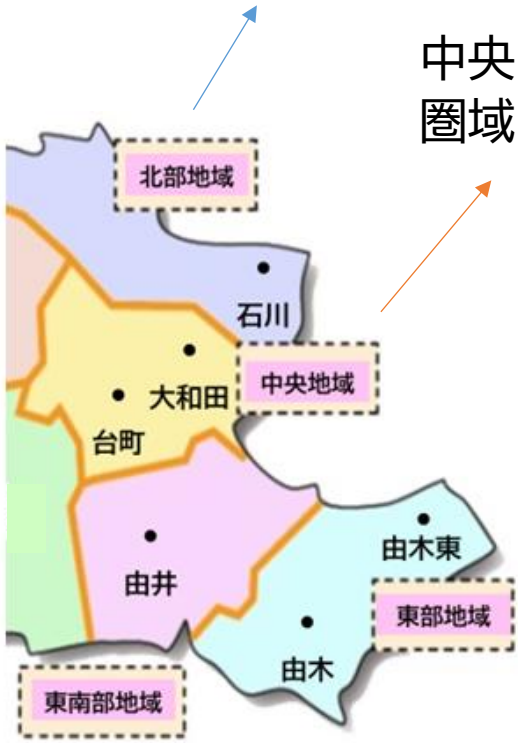 中央
圏域
北部地域
石川
中央地域
大和田
台町
由木東
由井
東部地域
由木
東南部地域